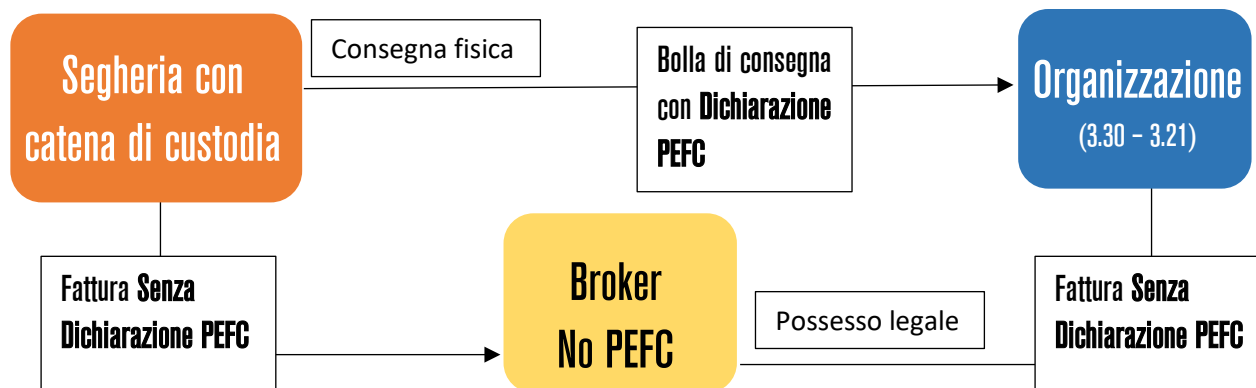 Segheria con
catena di custodia
Consegna fisica
Bolla di consegna
con Dichiarazione
PEFC
Organizzazione
(3.30 – 3.21)
Fattura Senza
Dichiarazione PEFC
Broker
No PEFC
Possesso legale
Fattura Senza
Dichiarazione PEFC